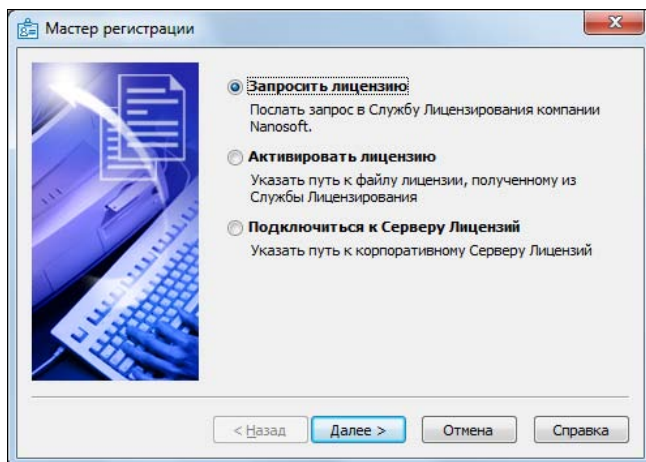 Мастер регистрации
Запросить лицензию
Послать запрос в Службу Лицензирования компании
Nanosoft.
Активировать лицензию
Указать путь к файлу лицензии, полученному из
Службы Лицензирования
Подключиться к Серверу Лицензий
Указать путь к корпоративному Серверу Лицензий
< Назад Далее > Отмена Справка